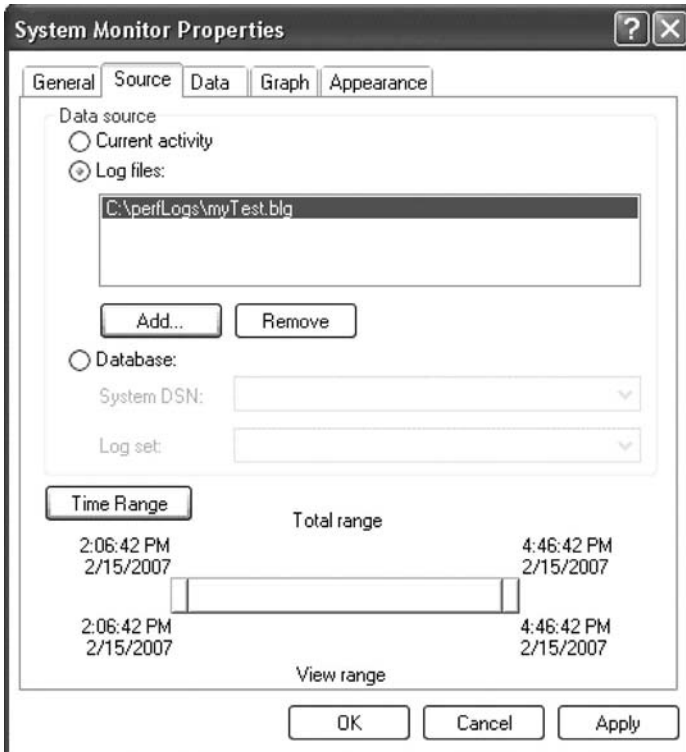 System Monitor Properties
General Source Data Graph Appearance
Data source
Current activity
Log files:
C:\perfLogs\myTest.blg
Add... Remove
Database:
System DSN:
Log set:
Time Range
Total range
2:06:42 PM 4:46:42 PM
2/15/2007 2/15/2007
2:06:42 PM 4:46:42 PM
2/15/2007 2/15/2007
View range
OK Cancel Apply